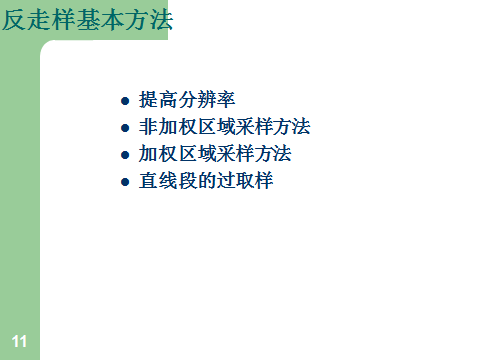 反走样基本方法
● 提高分辨率
● 非加权区域采样方法
● 加权区域采样方法
● 直线段的过取样
11